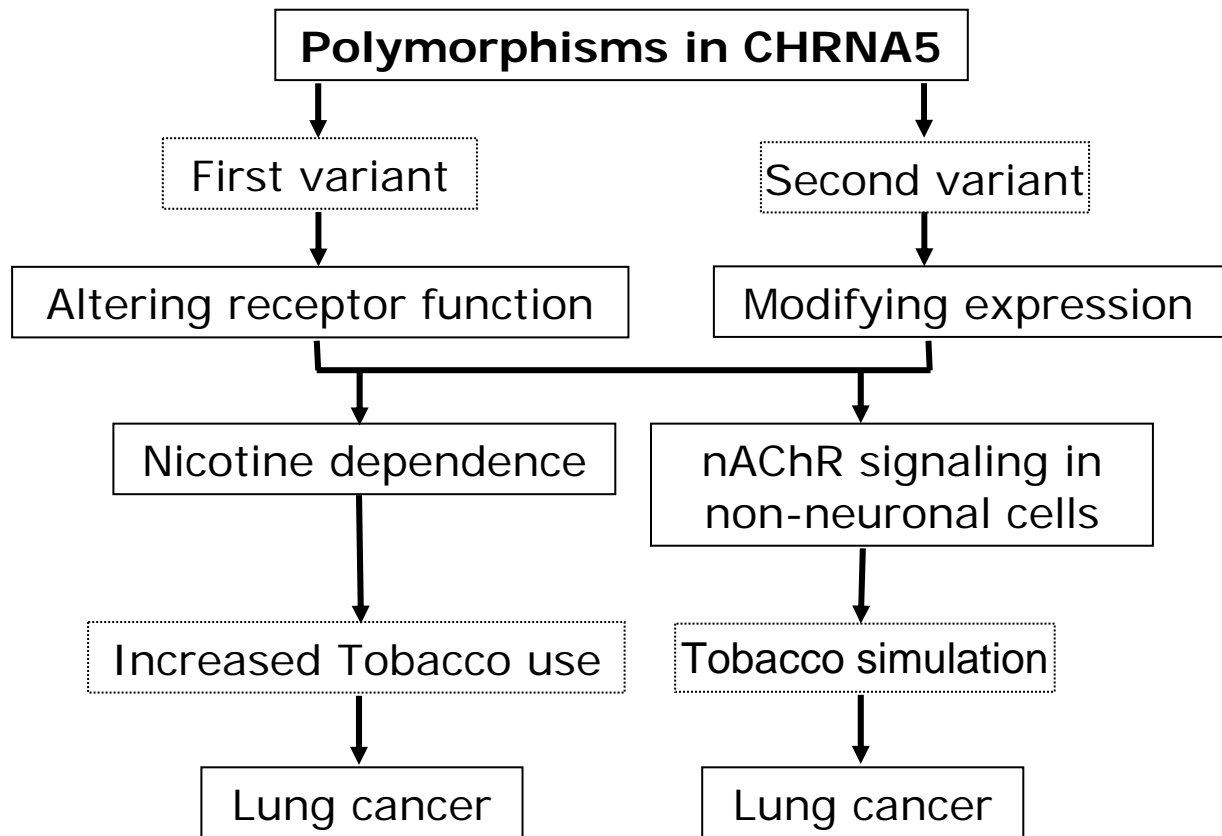 Polymorphisms in CHRNA5
First variant
Second variant
Altering receptor function
Modifying expression
Nicotine dependence
nAChR signaling in
non-neuronal cells
Increased Tobacco use
Tobacco simulation
Lung cancer
Lung cancer